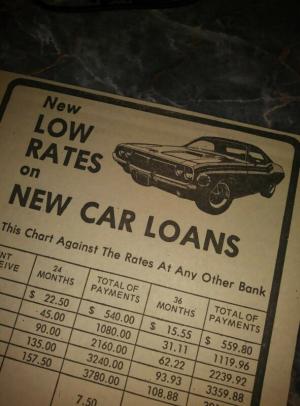 New
LOW
RATES
on
NEW CAR LOANS
This Chart Against The Rates At Any Other Bank
NT
EIVE
24
MONTHS
TOTAL OF
PAYMENTS
36
MONTHS
TOTAL OF
PAYMENTS
$ 22.50 $ 540.00 $ 15.55 $ 559.80
45.00 1080.00 31.11 1119.96
90.00 2160.00 62.22 2239.92
135.00 3240.00 93.93 3359.88
157.50 3780.00 108.88
7.50